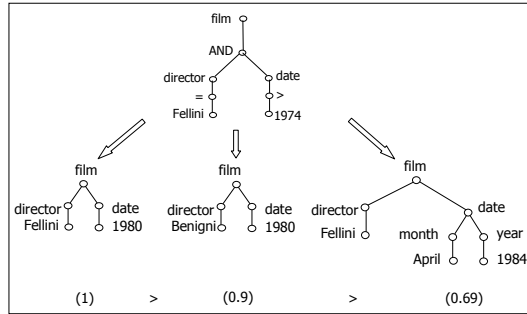 film
AND
director date
= >
Fellini 1974
film film film
director date director date director date
Fellini 1980 Benigni 1980 Fellini month year
April 1984
(1) > (0.9) > (0.69)